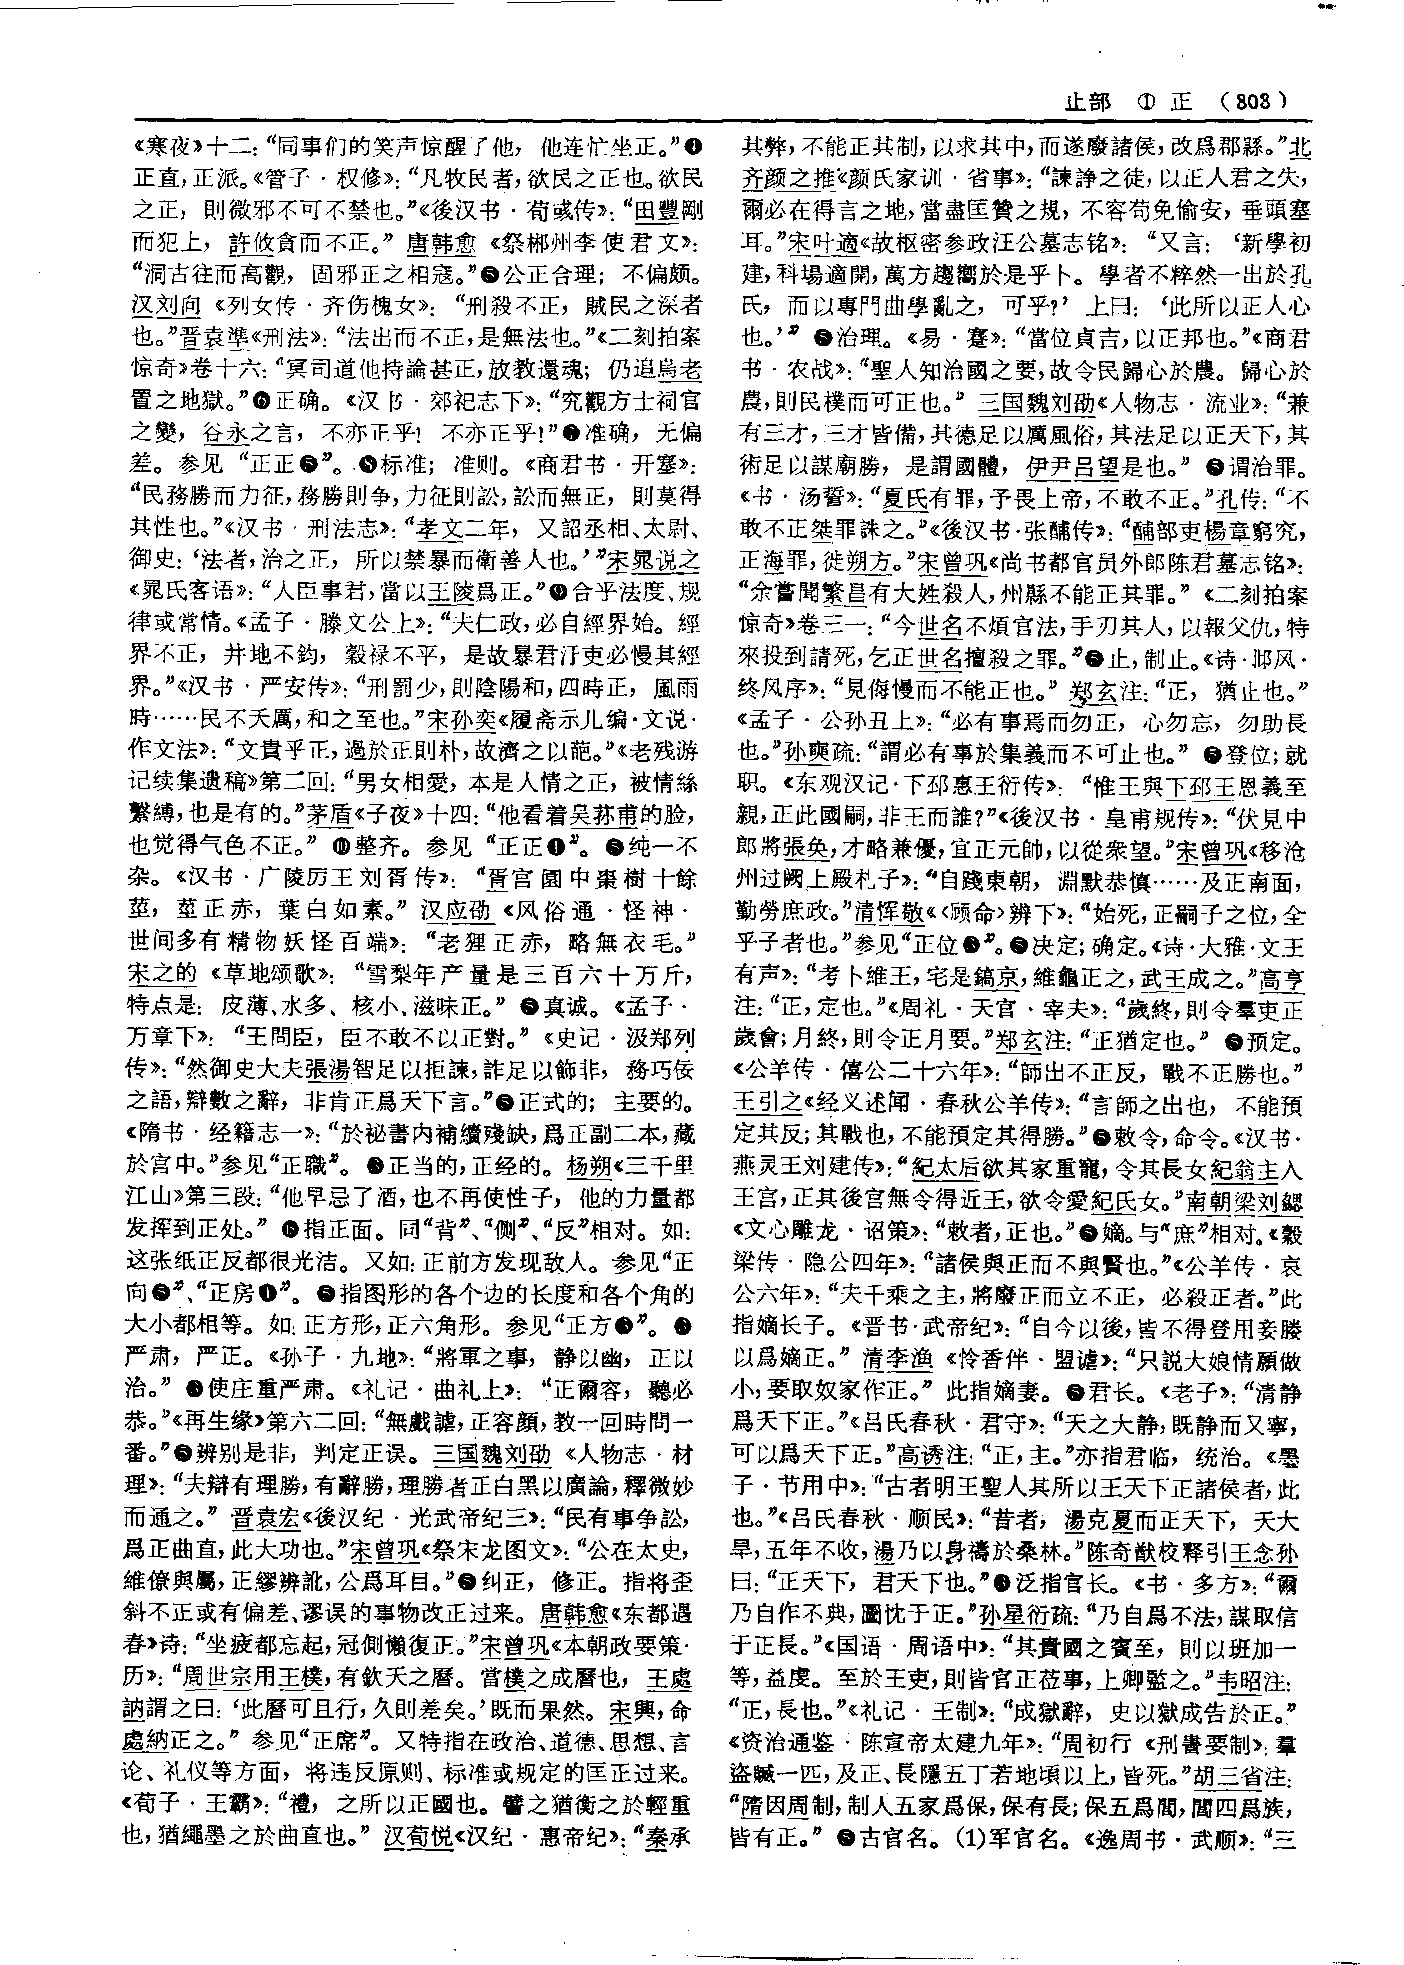 止部 ① 正 （303）
《寒夜》十二：“同事们的笑声惊醒了他，他连忙坐正。”❹
正直，正派。《管子·权修》：“凡牧民者，欲民之正也。欲民
之正，則微邪不可不禁也。”《後汉书·荀彧传》：“田豐剛
而犯上，許攸貪而不正。”唐韩愈《祭郴州李使君文》：
“洞古往而高觀，固邪正之相寇。”❺公正合理；不偏颇。
汉刘向《列女传·齐伤槐女》：“刑殺不正，賊民之深者
也。”晋袁準《刑法》：“法出而不正，是無法也。”《二刻拍案
惊奇》卷十六：“冥司道他持論甚正，放教還魂；仍追烏老
置之地獄。”❻正确。《汉书·郊祀志下》：“究觀方士祠官
之變，谷永之言，不亦正乎！不亦正乎！”❼准确，无偏
差。参见“正正❷”。❽标准；准则。《商君书·开塞》：
“民務勝而力征，務勝則争，力征則訟，訟而無正，則莫得
其性也。”《汉书·刑法志》：“孝文二年，又詔丞相、太尉、
御史：‘法者，治之正，所以禁暴而衛善人也。’”宋晁说之
《晁氏客语》：“人臣事君，當以王陵爲正。”❾合乎法度、规
律或常情。《孟子·滕文公上》：“夫仁政，必自經界始。經
界不正，井地不鈞，穀禄不平，是故暴君汙吏必慢其經
界。”《汉书·严安传》：“刑罰少，則陰陽和，四時正，風雨
時……民不夭厲，和之至也。”宋孙奕《履斋示儿编·文说·
作文法》：“文貴乎正，過於正則朴，故濟之以葩。”《老残游
记续集遗稿》第二回：“男女相愛，本是人情之正，被情絲
繫縛，也是有的。”茅盾《子夜》十四：“他看着吴荪甫的脸，
也觉得气色不正。”❿整齐。参见“正正❶”。⓫纯一不
杂。《汉书·广陵厉王刘胥传》：“胥宫園中棗樹十餘
莖，莖正赤，葉白如素。”汉应劭《风俗通·怪神·
世间多有精物妖怪百端》：“老狸正赤，略無衣毛。”
宋之的《草地颂歌》：“雪梨年产量是三百六十万斤，
特点是：皮薄、水多、核小、滋味正。”⓬真诚。《孟子·
万章下》：“王問臣，臣不敢不以正對。”《史记·汲郑列
传》：“然御史大夫張湯智足以拒諫，詐足以飾非，務巧佞
之語，辯數之辭，非肯正爲天下言。”⓭正式的；主要的。
《隋书·经籍志一》：“於祕書内補續殘缺，爲正副二本，藏
於宫中。”参见“正職”。⓮正当的，正经的。杨朔《三千里
江山》第三段：“他早忌了酒，也不再使性子，他的力量都
发挥到正处。”⓯指正面。同“背”、“侧”、“反”相对。如：
这张纸正反都很光洁。又如：正前方发现敌人。参见“正
向❷”、“正房❶”。⓰指图形的各个边的长度和各个角的
大小都相等。如：正方形，正六角形。参见“正方❸”。⓱
严肃，严正。《孙子·九地》：“將軍之事，静以幽，正以
治。”⓲使庄重严肃。《礼记·曲礼上》：“正爾容，聽必
恭。”《再生缘》第六二回：“無戲謔，正容顔，教一回時問一
番。”⓳辨别是非，判定正误。三国魏刘劭《人物志·材
理》：“夫辯有理勝，有辭勝，理勝者正白黑以廣論，釋微妙
而通之。”晋袁宏《後汉纪·光武帝纪三》：“民有事争訟，
爲正曲直，此大功也。”宋曾巩《祭宋龙图文》：“公在太史，
維僚與屬，正繆辨訛，公爲耳目。”⓴纠正，修正。指将歪
斜不正或有偏差、谬误的事物改正过来。唐韩愈《东都遇
春》诗：“坐疲都忘起，冠側懶復正。”宋曾巩《本朝政要策·
历》：“周世宗用王樸，有欽天之曆。當樸之成曆也，王處
訥謂之曰：‘此曆可且行，久則差矣。’既而果然。宋興，命
處納正之。”参见“正席”。又特指在政治、道德、思想、言
论、礼仪等方面，将违反原则、标准或规定的匡正过来。
《荀子·王霸》：“禮，之所以正國也。譬之猶衡之於輕重
也，猶繩墨之於曲直也。”汉荀悦《汉纪·惠帝纪》：“秦承
其弊，不能正其制，以求其中，而遂廢諸侯，改爲郡縣。”北
齐颜之推《颜氏家训·省事》：“諫諍之徒，以正人君之失，
爾必在得言之地，當盡匡贊之規，不容苟免偷安，垂頭塞
耳。”宋叶適《故枢密参政汪公墓志铭》：“又言：‘新學初
建，科場適開，萬方趨嚮於是乎卜。學者不粹然一出於孔
氏，而以專門曲學亂之，可乎？’上曰：‘此所以正人心
也。’”治理。《易·蹇》：“當位貞言，以正邦也。”《商君
书·农战》：“聖人知治國之要，故令民歸心於農。歸心於
農，則民樸而可正也。”三国魏刘劭《人物志·流业》：“兼
有三才，三才皆備，其德足以厲風俗，其法足以正天下，其
術足以謀廟勝，是謂國體，伊尹吕望是也。”谓治罪。
《书·汤誓》：“夏氏有罪，予畏上帝，不敢不正。”孔传：“不
敢不正桀罪誅之。”《後汉书·张酺传》：“酺部吏楊章窮究，
正海罪，徙朔方。”宋曾巩《尚书都官员外郎陈君墓志铭》：
“余嘗聞繁昌有大姓殺人，州縣不能正其罪。”《二刻拍案
惊奇》卷三一：“今世名不煩官法，手刃其人，以報父仇，特
來投到請死，乞正世名擅殺之罪。”止，制止。《诗·邶风·
终风序》：“見侮慢而不能正也。”郑玄注：“正，猶止也。”
《孟子·公孙丑上》：“必有事焉而勿正，心勿忘，勿助長
也。”孙奭疏：“謂必有事於集義而不可止也。”登位；就
职。《东观汉记·下邳惠王衍传》：“惟王與下邳王恩義至
親，正此國嗣，非王而誰？”《後汉书·皇甫规传》：“伏見中
郎將張奂，才略兼優，宜正元帥，以從衆望。”宋曾巩《移沧
州过阙上殿札子》：“自踐東朝，淵默恭慎……及正南面，
勤勞庶政。”清恽敬《〈顾命〉辨下》：“始死，正嗣子之位，全
乎子者也。”参见“正位❸”。决定；确定。《诗·大雅·文王
有声》：“考卜維王，宅是鎬京，維龜正之，武王成之。”高亨
注：“正，定也。”《周礼·天官·宰夫》：“歲終，則令羣吏正
歲會；月終，則令正月要。”郑玄注：“正猶定也。”预定。
《公羊传·僖公二十六年》：“師出不正反，戰不正勝也。”
王引之《经义述闻·春秋公羊传》：“言師之出也，不能預
定其反；其戰也，不能預定其得勝。”敕令，命令。《汉书·
燕灵王刘建传》：“紀太后欲其家重寵，令其長女紀翁主入
王宫，正其後宫無令得近王，欲令愛紀氏女。”南朝梁刘勰
《文心雕龙·诏策》：“敕者，正也。”嫡。与“庶”相对。《穀
梁传·隐公四年》：“諸侯與正而不與賢也。”《公羊传·哀
公六年》：“夫千乘之主，將廢正而立不正，必殺正者。”此
指嫡长子。《晋书·武帝纪》：“自今以後，皆不得登用妾媵
以爲嫡正。”清李渔《怜香伴·盟谑》：“只説大娘情願做
小，要取奴家作正。”此指嫡妻。君长。《老子》：“清静
爲天下正。”《吕氏春秋·君守》：“天之大静，既静而又寧，
可以爲天下正。”高诱注：“正，主。”亦指君临，统治。《墨
子·节用中》：“古者明王聖人其所以王天下正諸侯者，此
也。”《吕氏春秋·顺民》：“昔者，湯克夏而正天下，天大
旱，五年不收，湯乃以身禱於桑林。”陈奇猷校释引王念孙
曰：“正天下，君天下也。”泛指官长。《书·多方》：“爾
乃自作不典，圖忱于正。”孙星衍疏：“乃自爲不法，謀取信
于正長。”《国语·周语中》：“其貴國之賓至，則以班加一
等，益虔。至於王吏，則皆官正莅事，上卿監之。”韦昭注：
“正，長也。”《礼记·王制》：“成獄辭，史以獄成告於正。”
《资治通鉴·陈宣帝太建九年》：“周初行《刑書要制》：羣
盜贓一匹，及正、長隱五丁若地頃以上，皆死。”胡三省注：
“隋因周制，制人五家爲保，保有長；保五爲閭，閭四爲族，
皆有正。”古官名。(1)军官名。《逸周书·武顺》：“三